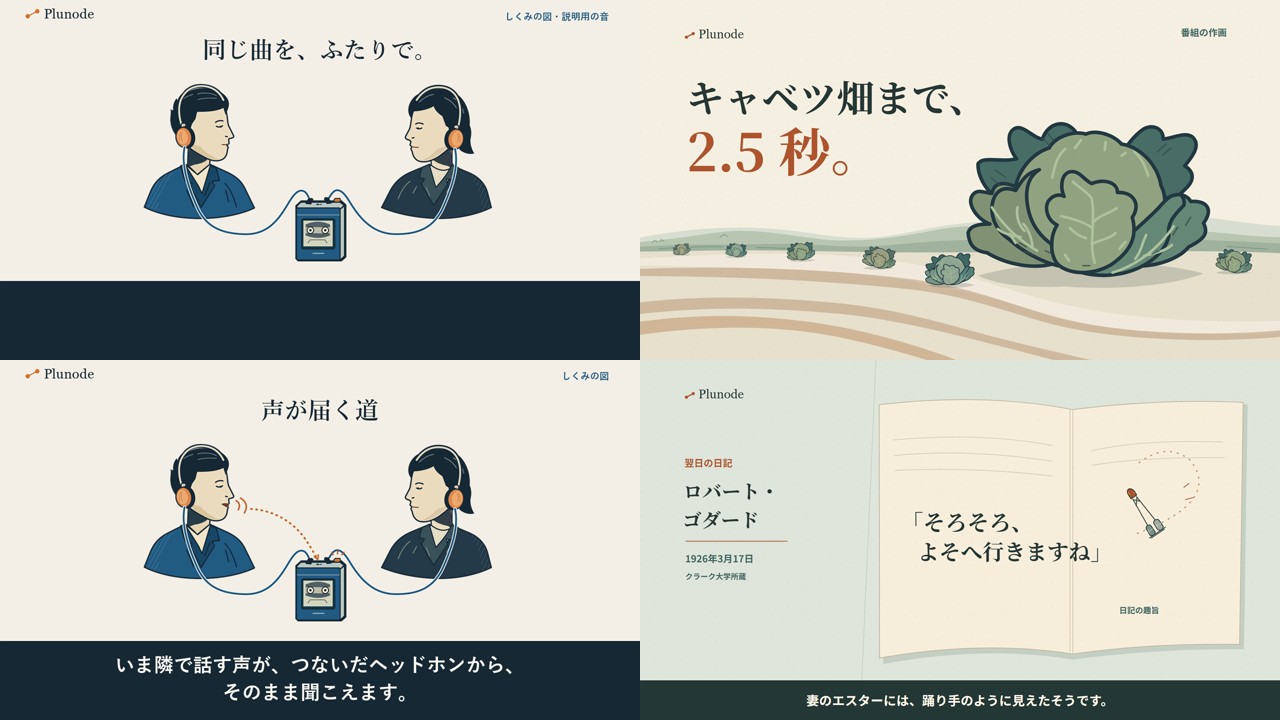 Plunode
しくみの図・説明用の音
同じ曲を、ふたりで。
Plunode
番組の作画
キャベツ畑まで、
2.5 秒。
Plunode
しくみの図
声が届く道
いま隣で話す声が、つないだヘッドホンから、
そのまま聞こえます。
Plunode
翌日の日記
ロバート・
ゴダード
1926年3月17日
クラーク大学所蔵
「そろそろ、
よそへ行きますね」
日記の趣旨
妻のエスターには、踊り手のように見えたそうです。